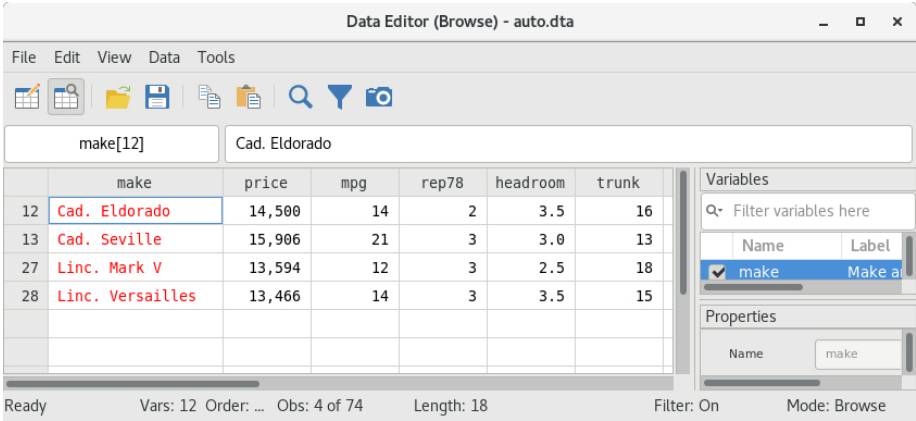 Data Editor (Browse) - auto.dta
File Edit View Data Tools
make[12] Cad. Eldorado
make price mpg rep78 headroom trunk
12 Cad. Eldorado 14,500 14 2 3.5 16
13 Cad. Seville 15,906 21 3 3.0 13
27 Linc. Mark V 13,594 12 3 2.5 18
28 Linc. Versailles 13,466 14 3 3.5 15
Variables
Filter variables here
Name Label
make Make a
Properties
Name make
Ready Vars: 12 Order: ... Obs: 4 of 74 Length: 18 Filter: On Mode: Browse